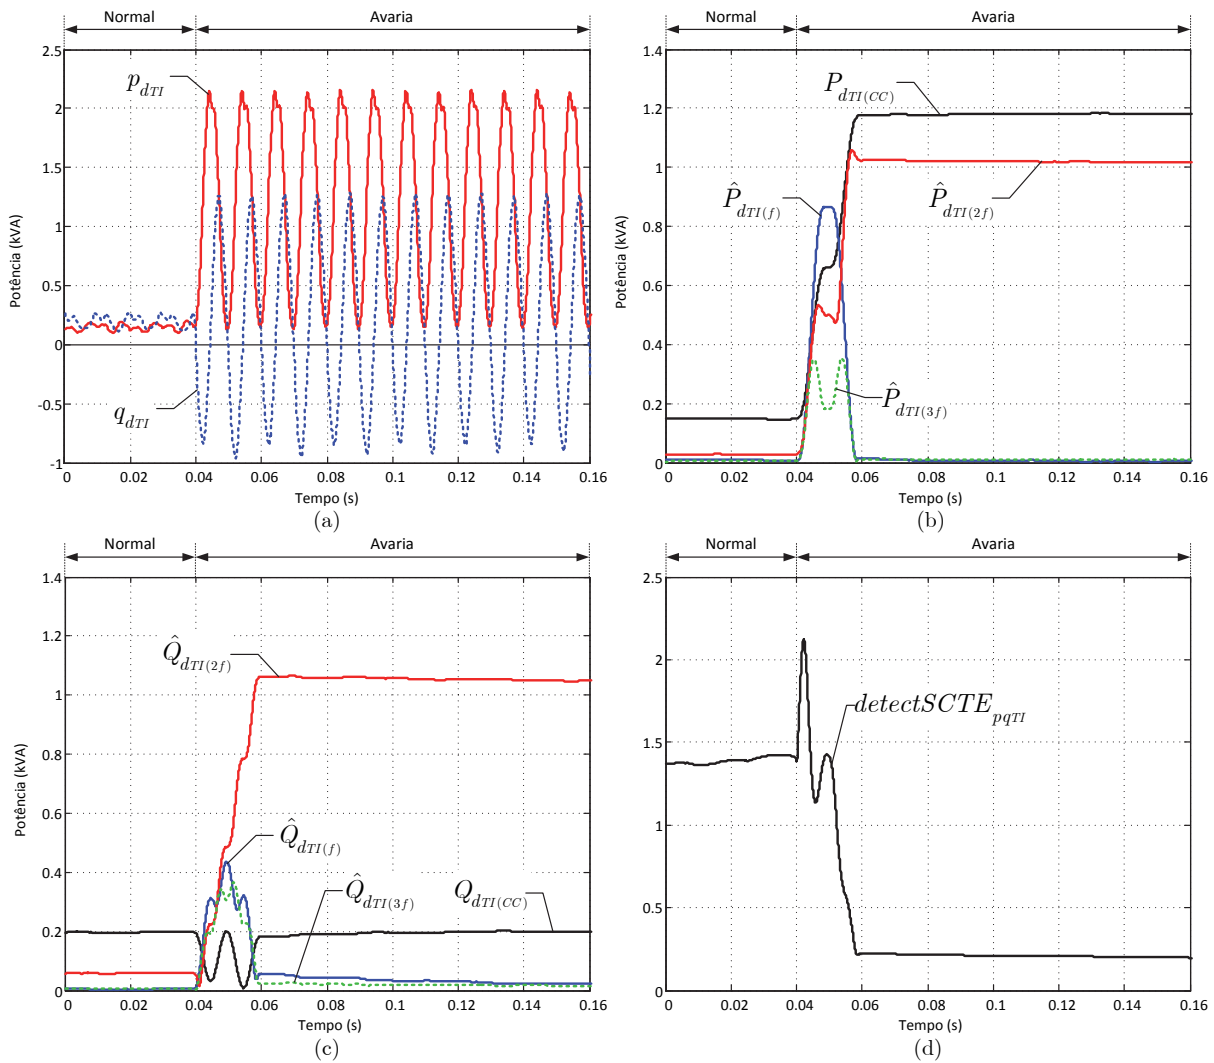 Normal Avaria
2.5
2
1.5
1
0.5
0
-0.5
-1
Potência (kVA)
p_dTI
q_dTI
0 0.02 0.04 0.06 0.08 0.1 0.12 0.14 0.16
Tempo (s)
(a)
Normal Avaria
1.4
1.2
1
0.8
0.6
0.4
0.2
0
Potência (kVA)
P_dTI(CC)
P̂_dTI(f)
P̂_dTI(2f)
P̂_dTI(3f)
0 0.02 0.04 0.06 0.08 0.1 0.12 0.14 0.16
Tempo (s)
(b)
Normal Avaria
1.4
1.2
1
0.8
0.6
0.4
0.2
0
Potência (kVA)
Q̂_dTI(2f)
Q̂_dTI(f)
Q̂_dTI(3f)
Q_dTI(CC)
0 0.02 0.04 0.06 0.08 0.1 0.12 0.14 0.16
Tempo (s)
(c)
Normal Avaria
2.5
2
1.5
1
0.5
0
detectSCTE_pqTI
0 0.02 0.04 0.06 0.08 0.1 0.12 0.14 0.16
Tempo (s)
(d)